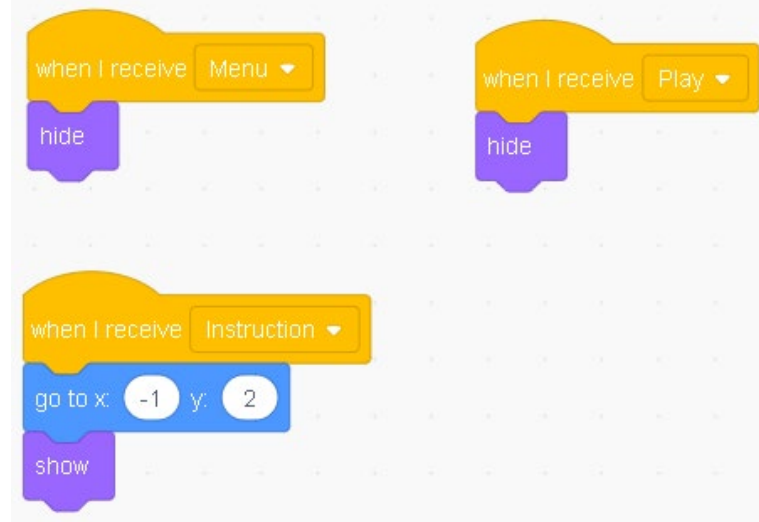 when I receive Menu
hide
when I receive Play
hide
when I receive Instruction
go to x: -1 y: 2
show